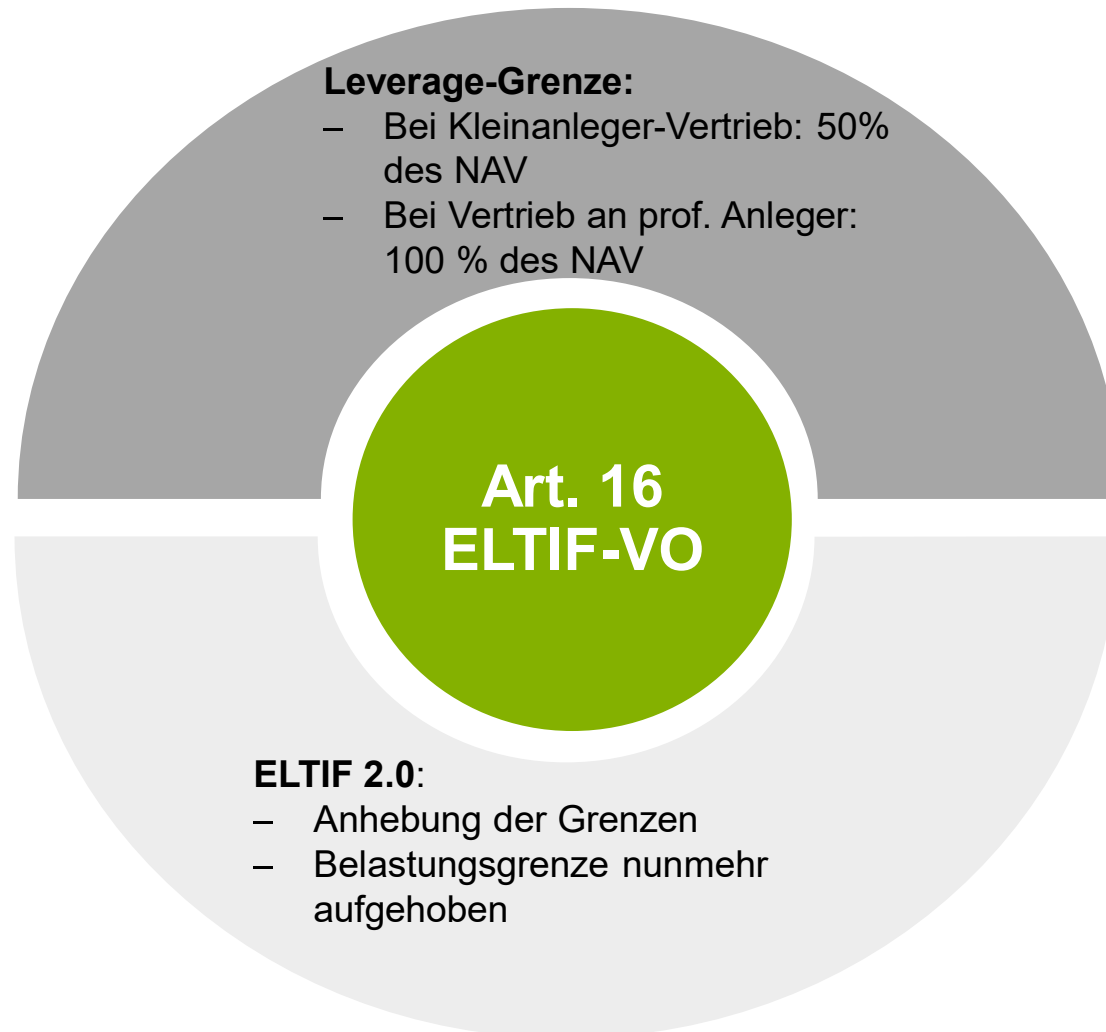 Leverage-Grenze:
– Bei Kleinanleger-Vertrieb: 50%
des NAV
– Bei Vertrieb an prof. Anleger:
100 % des NAV
Art. 16
ELTIF-VO
ELTIF 2.0:
– Anhebung der Grenzen
– Belastungsgrenze nunmehr
aufgehoben